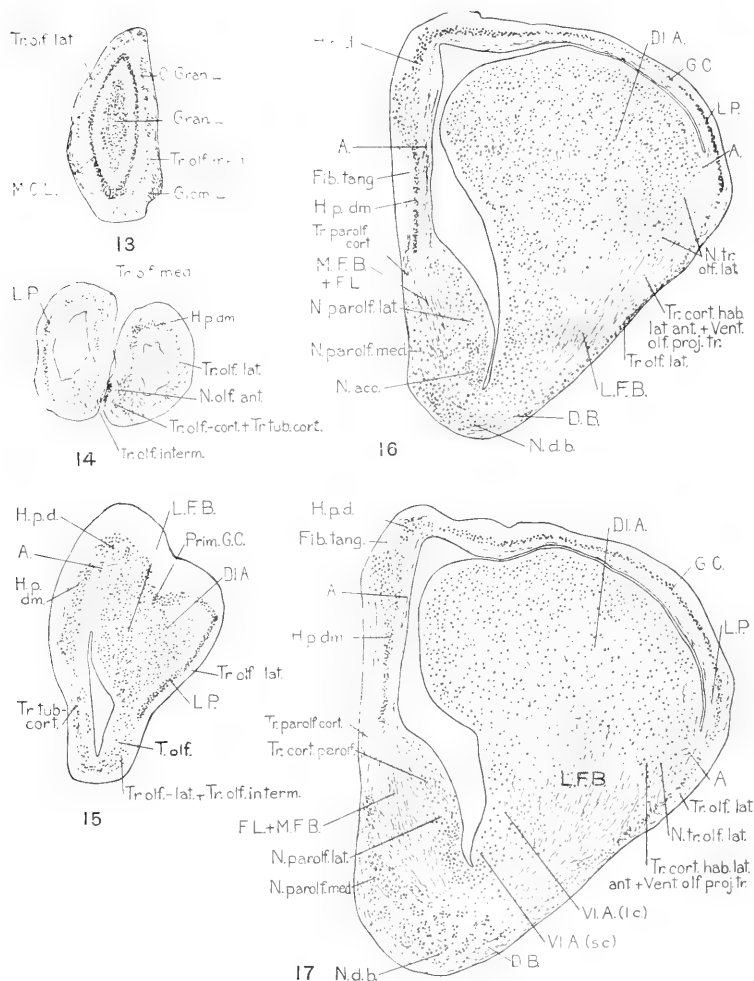 Tr. olf. lat
C. Gran
Gran
Gran
Tr. olf.
M. C. L.
Glom
13
Tr. olf. med.
L. P.
H. p. dm
Tr. olf. lat.
N. olf. ant.
Tr. olf.-cort. + Tr. tub. cort.
Tr. olf. interm.
14
H. p. d.
Dl. A.
G. C.
L. P.
A.
A.
Fib. tang
H. p. dm
Tr. parolf
cort
M. F. B.
+ F. L
N. parolf. lat.
N. parolf. med.
N. acc.
N. tr.
olf. lat.
Tr. cort. hab.
lat ant. + Vent.
olf. proj. tr.
Tr. olf. lat.
L. F. B.
D. B.
N. d. b.
16
H. p. d.
A.
H. p.
dm.
L. F. B.
Prim. G. C.
Dl A
Tr. olf. lat.
L. P.
Tr. tub-
cort.
T. olf.
Tr. olf.-lat. + Tr. olf. interm.
15
H. p. d.
Fib. tang.
A
H. p. dm
Dl. A.
G. C.
L. P
Tr. parolf. cort.
Tr. cort. parolf.
F L. + M. F. B.
N. parolf. lat.
N. parolf. med
L. F. B
A
Tr. olf. lat
N. tr. olf. lat.
Tr. cort. hab. lat.
ant + Vent olf proj. tr.
Vl. A. (l c)
Vl. A (s c)
D. B.
17 N. d. b.